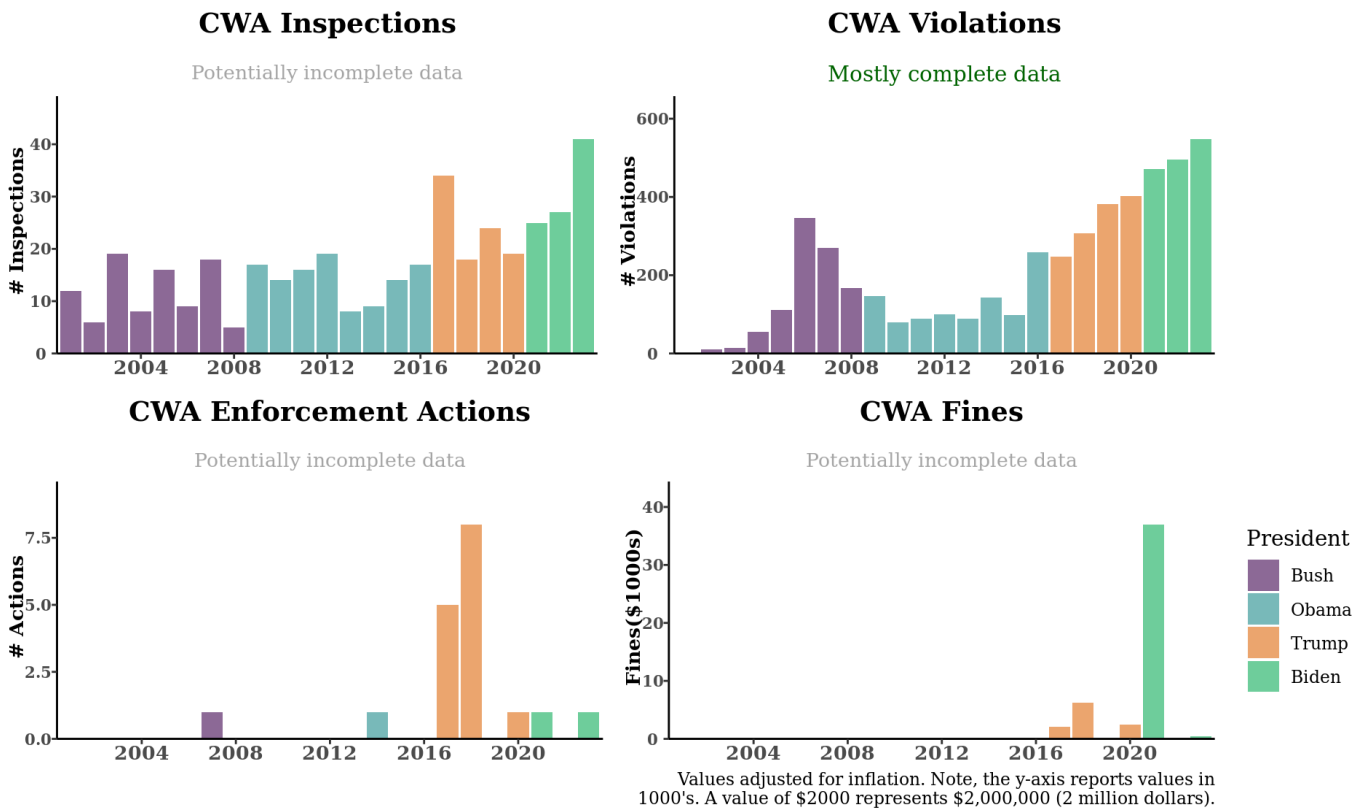 CWA Inspections
Potentially incomplete data
# Inspections
40
30
20
10
0
2004 2008 2012 2016 2020
CWA Violations
Mostly complete data
# Violations
600
400
200
0
2004 2008 2012 2016 2020
CWA Enforcement Actions
Potentially incomplete data
# Actions
7.5
5.0
2.5
0.0
2004 2008 2012 2016 2020
CWA Fines
Potentially incomplete data
Fines($1000s)
40
30
20
10
0
2004 2008 2012 2016 2020
President
Bush
Obama
Trump
Biden
Values adjusted for inflation. Note, the y-axis reports values in
1000's. A value of $2000 represents $2,000,000 (2 million dollars).